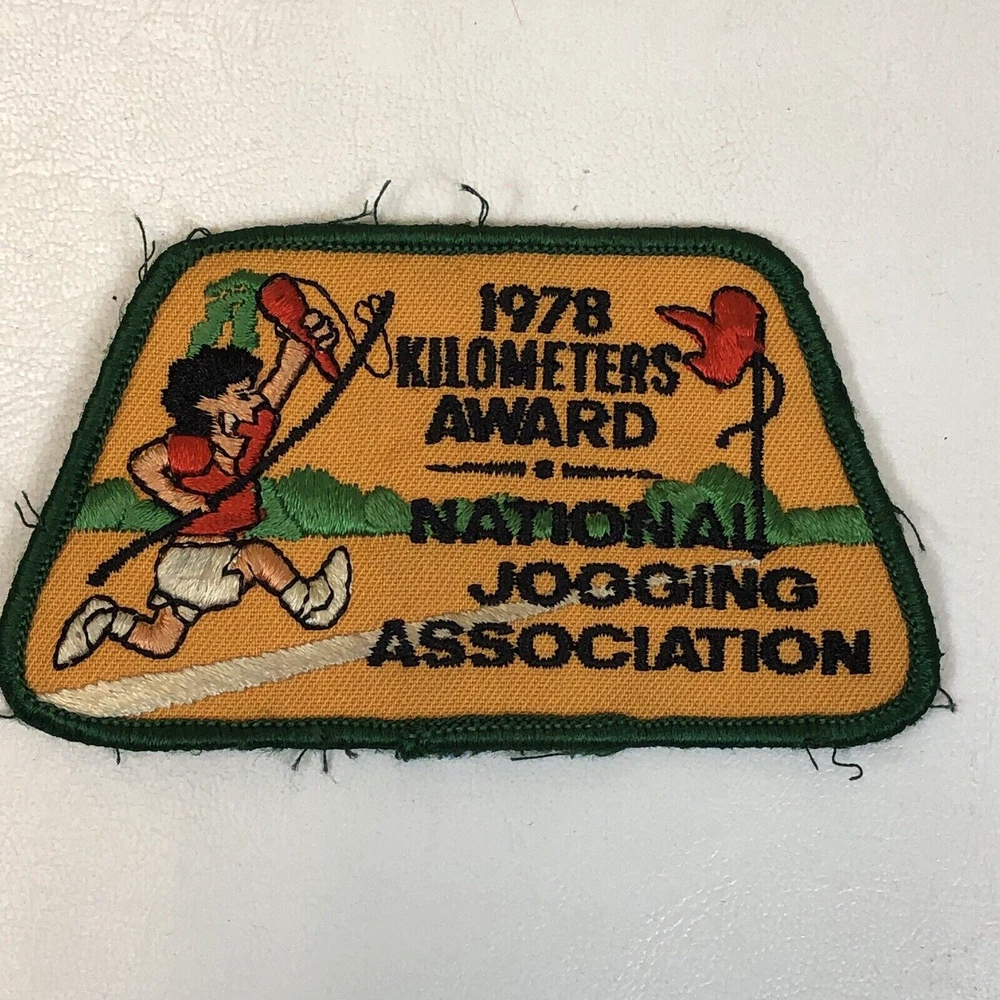 1978
KILOMETERS
AWARD
NATIONAL
JOGGING
ASSOCIATION